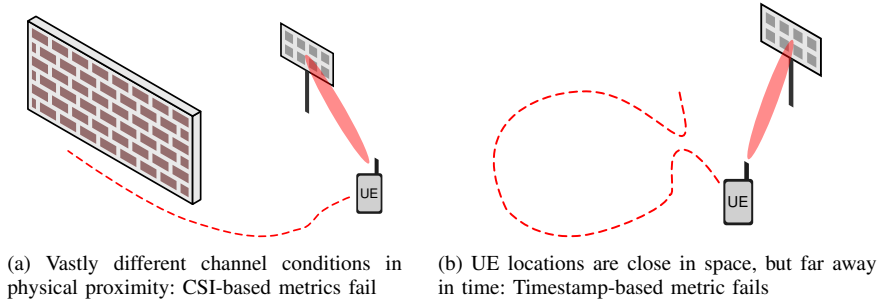 UE
UE
(a) Vastly different channel conditions in
physical proximity: CSI-based metrics fail
(b) UE locations are close in space, but far away
in time: Timestamp-based metric fails